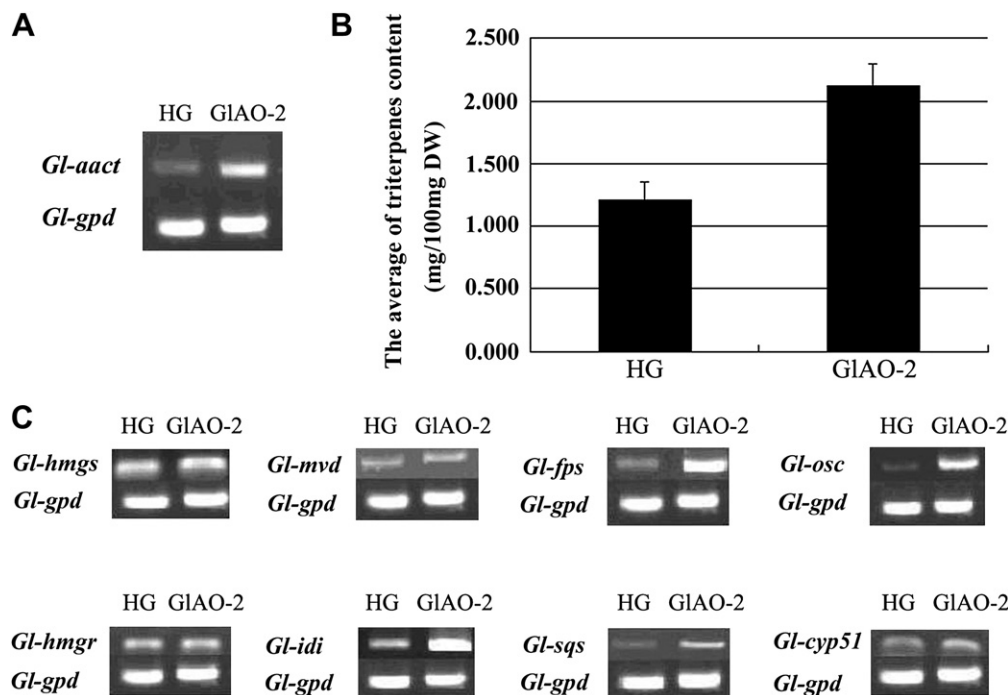 A
HG GlAO-2
Gl-aact
Gl-gpd
B
The average of triterpenes content
(mg/100mg DW)
2.500
2.000
1.500
1.000
0.500
0.000
HG GlAO-2
C
HG GlAO-2
Gl-hmgs
Gl-gpd
HG GlAO-2
Gl-mvd
Gl-gpd
HG GlAO-2
Gl-fps
Gl-gpd
HG GlAO-2
Gl-osc
Gl-gpd
HG GlAO-2
Gl-hmgr
Gl-gpd
HG GlAO-2
Gl-idi
Gl-gpd
HG GlAO-2
Gl-sqs
Gl-gpd
HG GlAO-2
Gl-cyp51
Gl-gpd